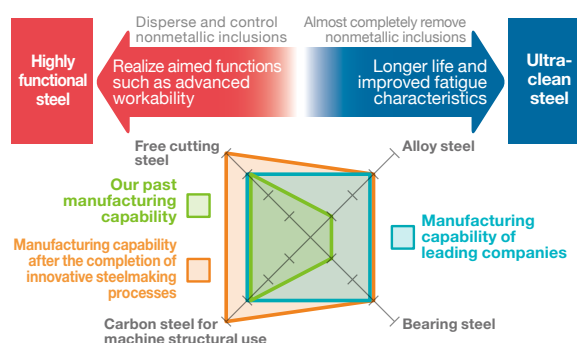 Disperse and control
nonmetallic inclusions
Almost completely remove
nonmetallic inclusions
Highly
functional
steel
Realize aimed functions
such as advanced
workability
Longer life and
improved fatigue
characteristics
Ultra-
clean
steel
Free cutting
steel
Alloy steel
Our past
manufacturing
capability
Manufacturing capability
after the completion of
innovative steelmaking
processes
Manufacturing
capability of
leading companies
Carbon steel for
machine structural use
Bearing steel